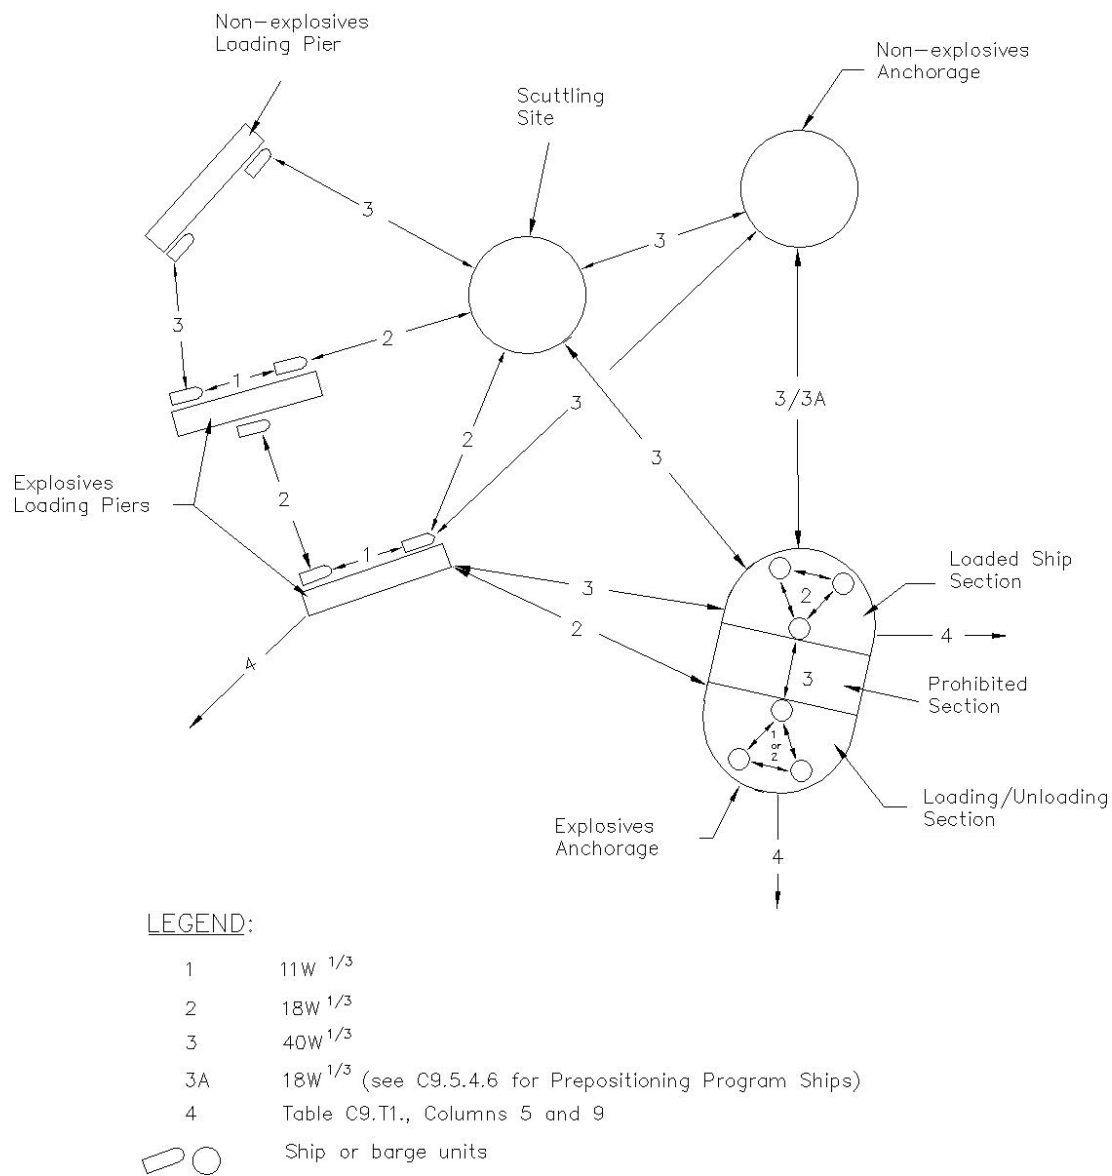 Non-explosives
Loading Pier
Non-explosives
Anchorage
Scuttling
Site
3
3
3
2
1
3/3A
3
2
3
Explosives
Loading Piers
2
1
3
2
4
Loaded Ship
Section
2
4
3
Prohibited
Section
1
or
2
Loading/Unloading
Section
Explosives
Anchorage
4
LEGEND:
1 11W 1/3
2 18W 1/3
3 40W 1/3
3A 18W 1/3 (see C9.5.4.6 for Prepositioning Program Ships)
4 Table C9.T1., Columns 5 and 9
Ship or barge units